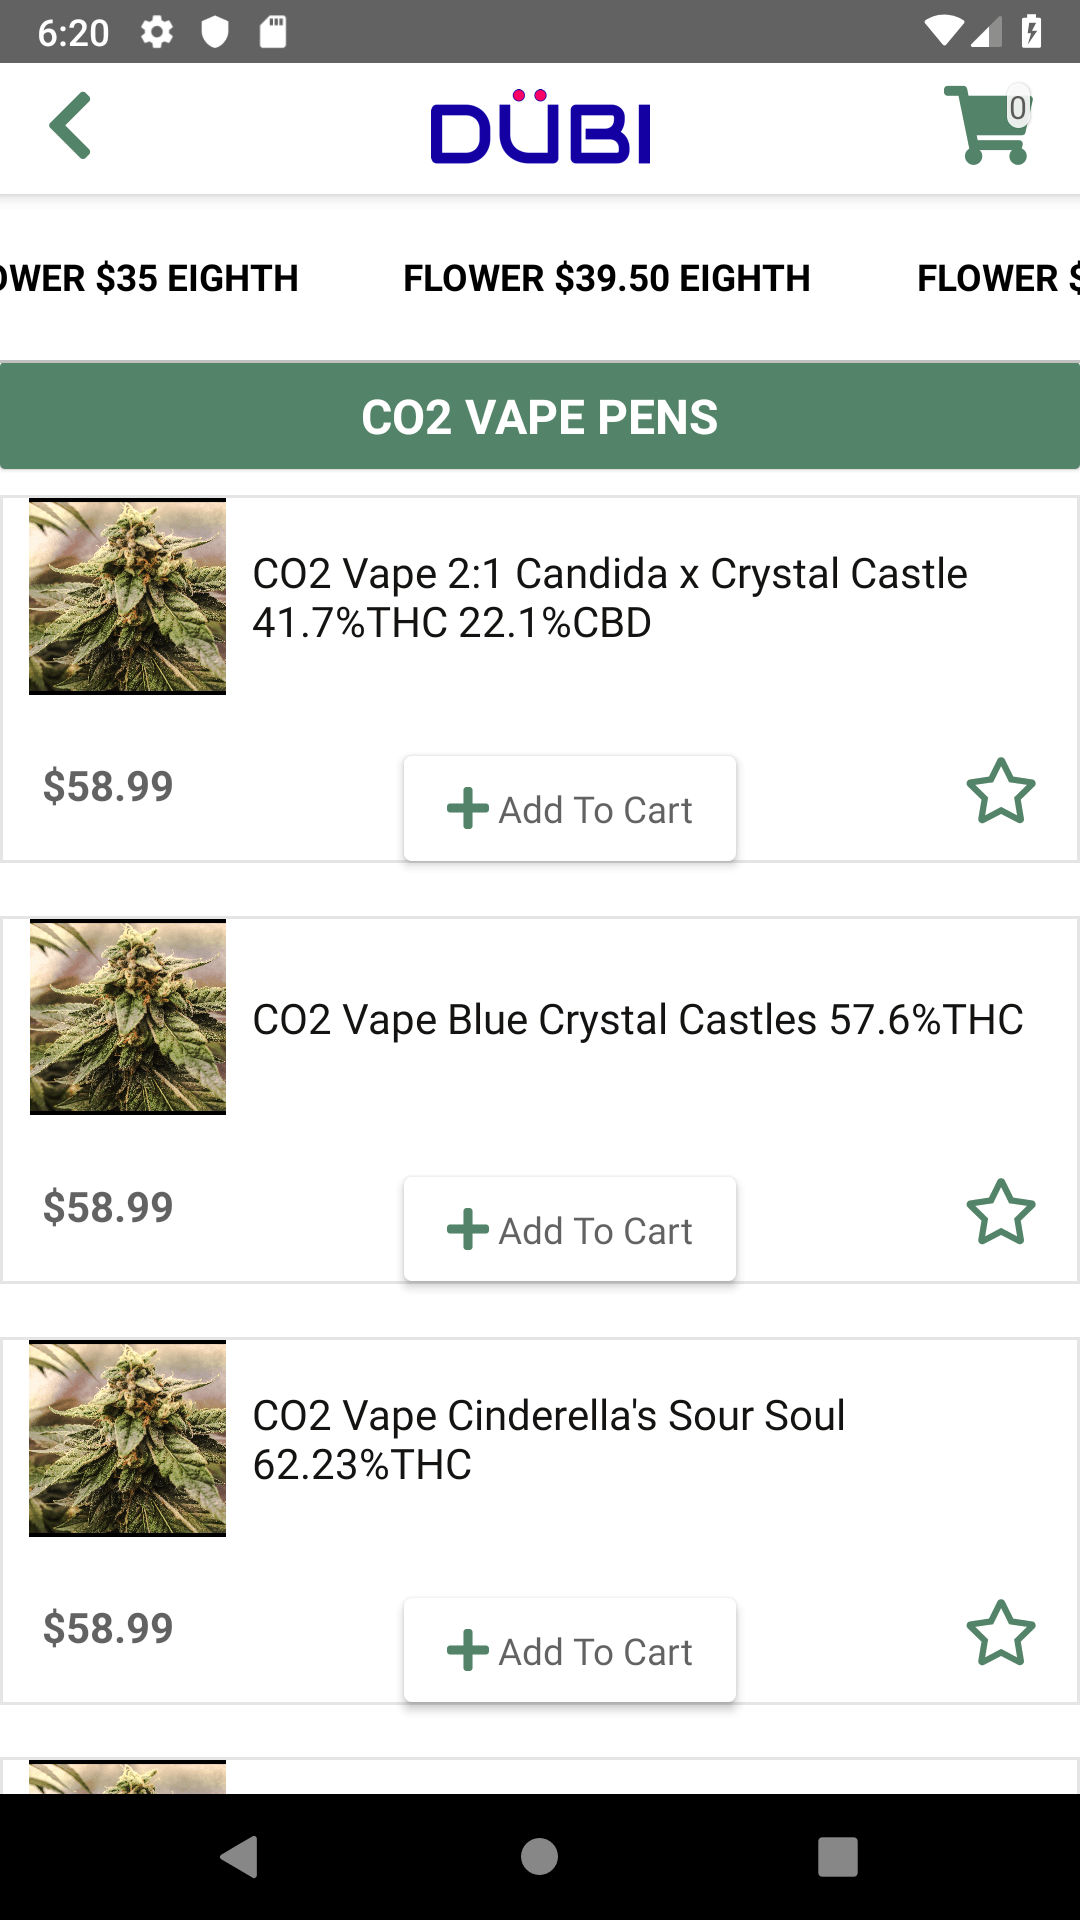 6:20
DÜBI
0
OWER $35 EIGHTH
FLOWER $39.50 EIGHTH
FLOWER $
CO2 VAPE PENS
CO2 Vape 2:1 Candida x Crystal Castle
41.7%THC 22.1%CBD
$58.99
Add To Cart
CO2 Vape Blue Crystal Castles 57.6%THC
$58.99
Add To Cart
CO2 Vape Cinderella's Sour Soul
62.23%THC
$58.99
Add To Cart